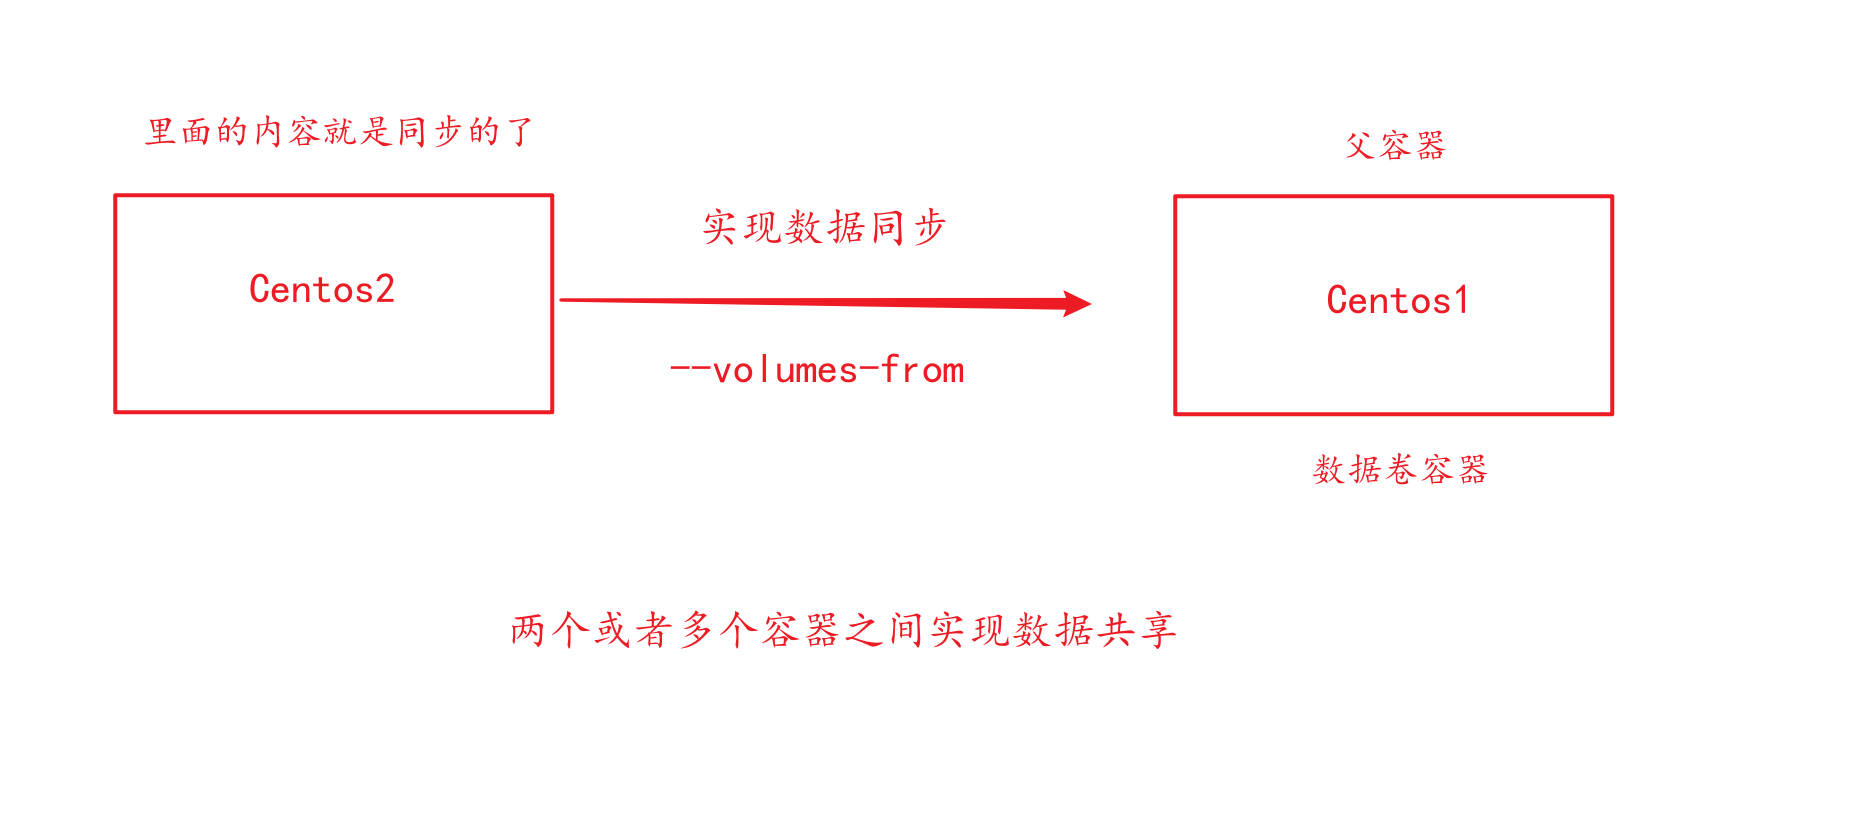 里面的内容就是同步的了
父容器
实现数据同步
Centos2
Centos1
--volumes-from
数据卷容器
两个或者多个容器之间实现数据共享